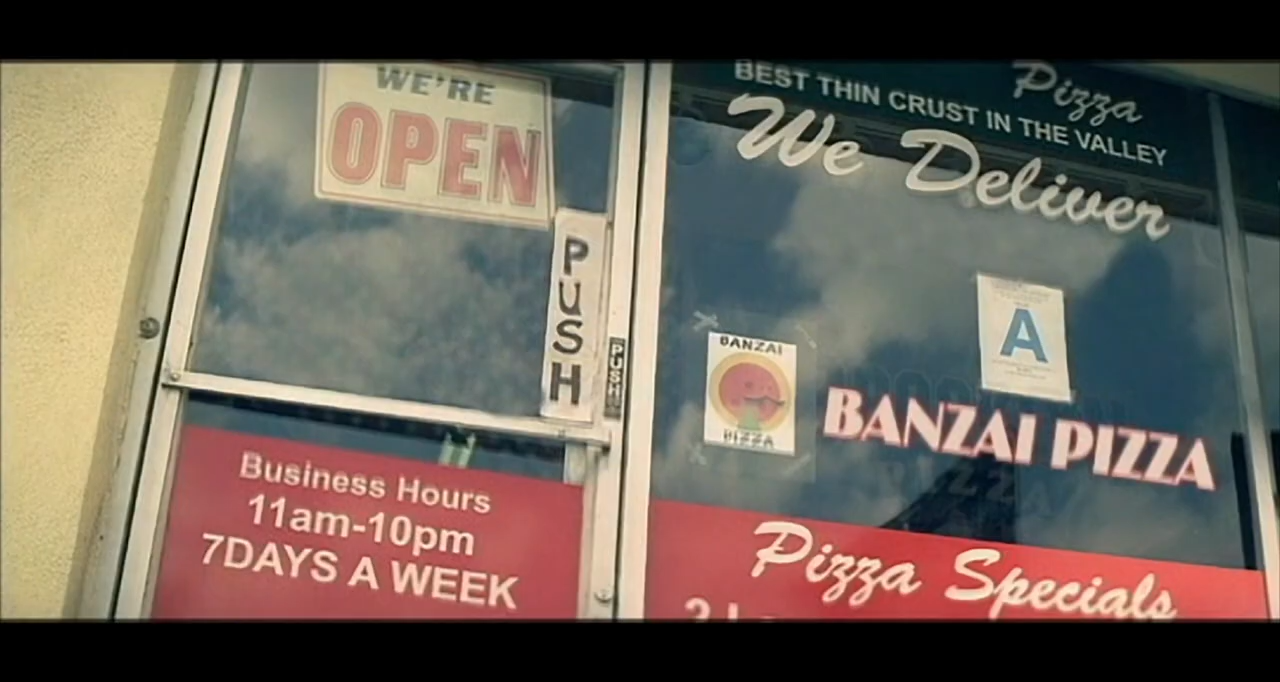 WE'RE
OPEN
PUSH
PUSH
Business Hours
11am-10pm
7DAYS A WEEK
Pizza
BEST THIN CRUST IN THE VALLEY
We Deliver
A
BANZAI
PIZZA
BANZAI PIZZA
Pizza Specials